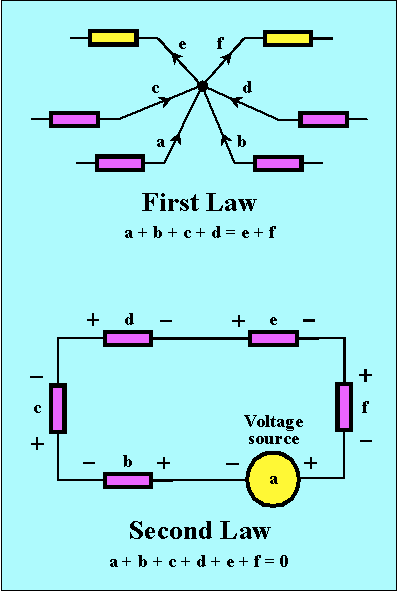 e f
c d
a b
First Law
a + b + c + d = e + f
+ d − + e −
− +
c f
+ −
Voltage
source
− b + − a +
Second Law
a + b + c + d + e + f = 0